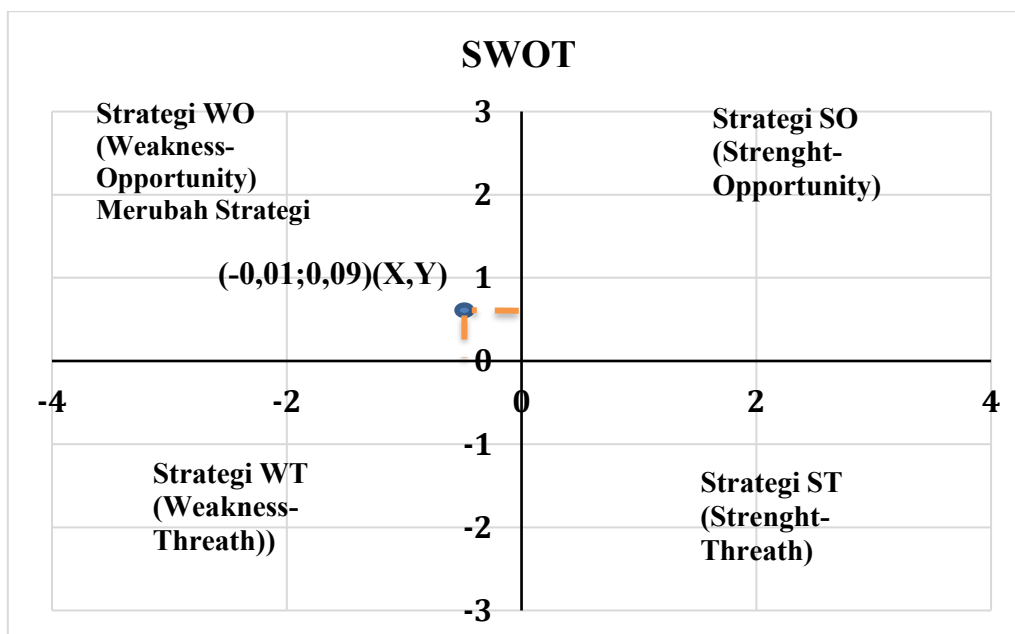 SWOT
Strategi WO
(Weakness-
Opportunity)
Merubah Strategi
Strategi SO
(Strenght-
Opportunity)
(-0,01;0,09)(X,Y)
3
2
1
0
-1
-2
-3
-4
-2
0
2
4
Strategi WT
(Weakness-
Threath))
Strategi ST
(Strenght-
Threath)